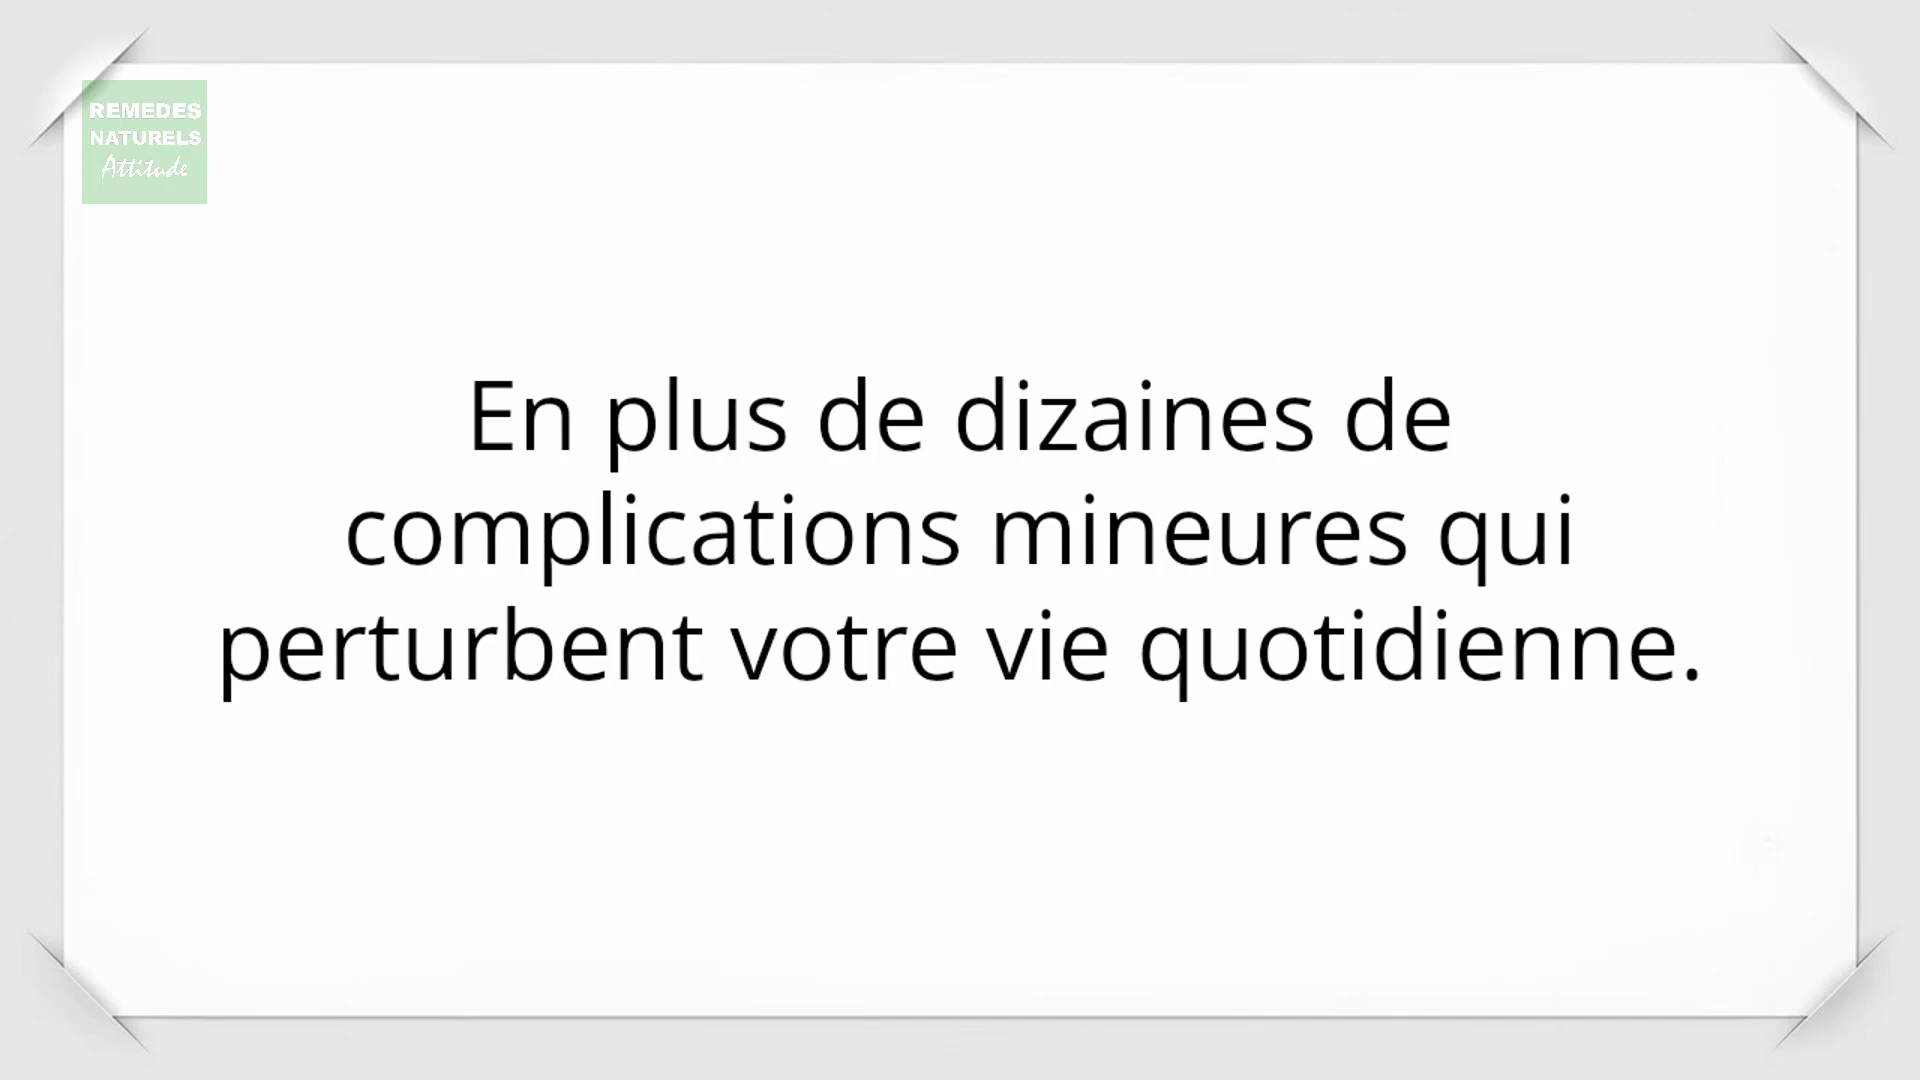 REMEDES
NATURELS
Attitude
En plus de dizaines de
complications mineures qui
perturbent votre vie quotidienne.